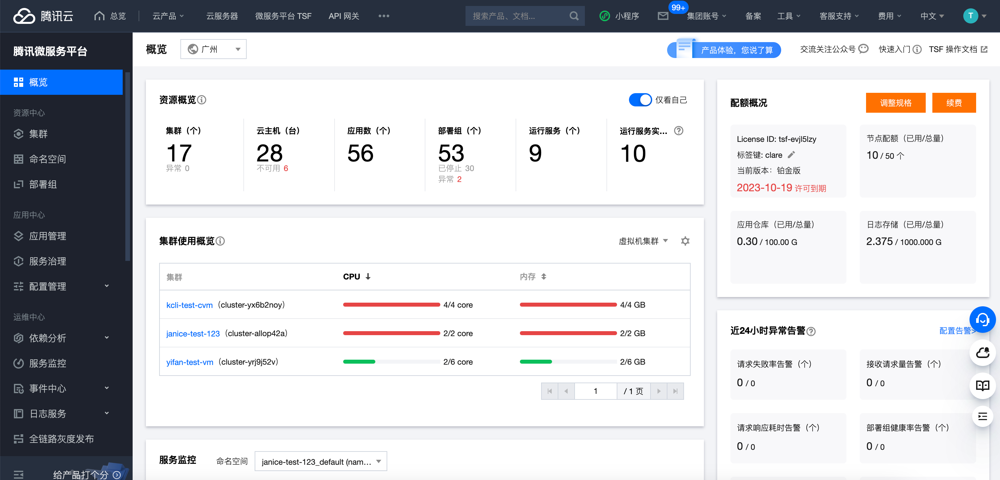 腾讯云
总览
云产品
云服务器
微服务平台 TSF
API 网关
•••
搜索产品、文档...
小程序
99+
集团账号
备案
工具
客服支持
费用
中文
T
腾讯微服务平台
概览
资源中心
集群
命名空间
部署组
应用中心
应用管理
服务治理
配置管理
运维中心
依赖分析
服务监控
事件中心
日志服务
全链路灰度发布
给产品打个分
概览
广州
产品体验，您说了算
交流关注公众号
快速入门
TSF 操作文档
资源概览
仅看自己
集群（个）
17
异常 0
云主机（台）
28
不可用 6
应用数（个）
56
部署组（个）
53
已停止 30
异常 2
运行服务（个）
9
运行服务实...
10
集群使用概览
虚拟机集群
集群 CPU 内存
kcli-test-cvm（cluster-yx6b2noy） 4/4 core 4/4 GB
janice-test-123（cluster-allop42a） 2/2 core 2/2 GB
yifan-test-vm（cluster-yrj9j52v） 2/6 core 2/6 GB
1 / 1 页
服务监控
命名空间
janice-test-123_default (nam...
配额概况
调整规格
续费
License ID: tsf-evjl5lzy
标签键: clare
当前版本：铂金版
2023-10-19 许可到期
节点配额（已用/总量）
10 / 50 个
应用仓库（已用/总量）
0.30 / 100.00 G
日志存储（已用/总量）
2.375 / 1000.000 G
近24小时异常告警
配置告警>
请求失败率告警（个）
0 / 0
接收请求量告警（个）
0 / 0
请求响应耗时告警（个）
0 / 0
部署组健康率告警（个）
0 / 0